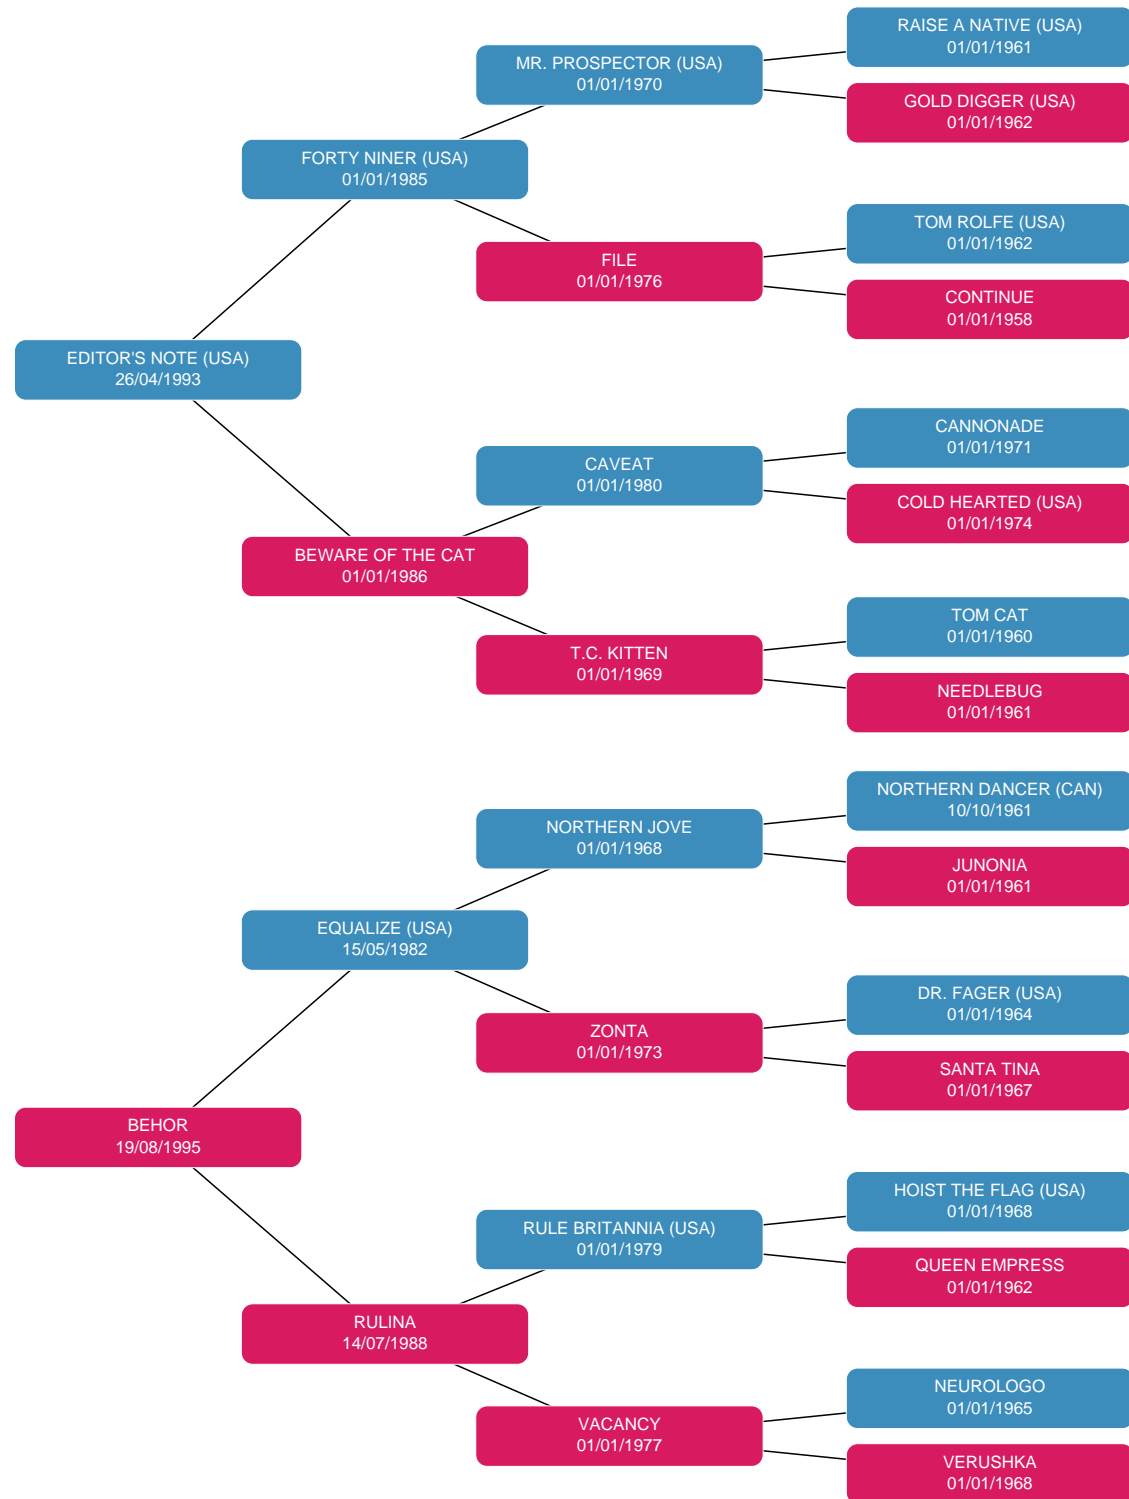 RAISE A NATIVE (USA)
01/01/1961
MR. PROSPECTOR (USA)
01/01/1970
GOLD DIGGER (USA)
01/01/1962
FORTY NINER (USA)
01/01/1985
TOM ROLFE (USA)
01/01/1962
FILE
01/01/1976
CONTINUE
01/01/1958
EDITOR'S NOTE (USA)
26/04/1993
CANNONADE
01/01/1971
CAVEAT
01/01/1980
COLD HEARTED (USA)
01/01/1974
BEWARE OF THE CAT
01/01/1986
TOM CAT
01/01/1960
T.C. KITTEN
01/01/1969
NEEDLEBUG
01/01/1961
NORTHERN DANCER (CAN)
10/10/1961
NORTHERN JOVE
01/01/1968
JUNONIA
01/01/1961
EQUALIZE (USA)
15/05/1982
DR. FAGER (USA)
01/01/1964
ZONTA
01/01/1973
SANTA TINA
01/01/1967
BEHOR
19/08/1995
HOIST THE FLAG (USA)
01/01/1968
RULE BRITANNIA (USA)
01/01/1979
QUEEN EMPRESS
01/01/1962
RULINA
14/07/1988
NEUROLOGO
01/01/1965
VACANCY
01/01/1977
VERUSHKA
01/01/1968